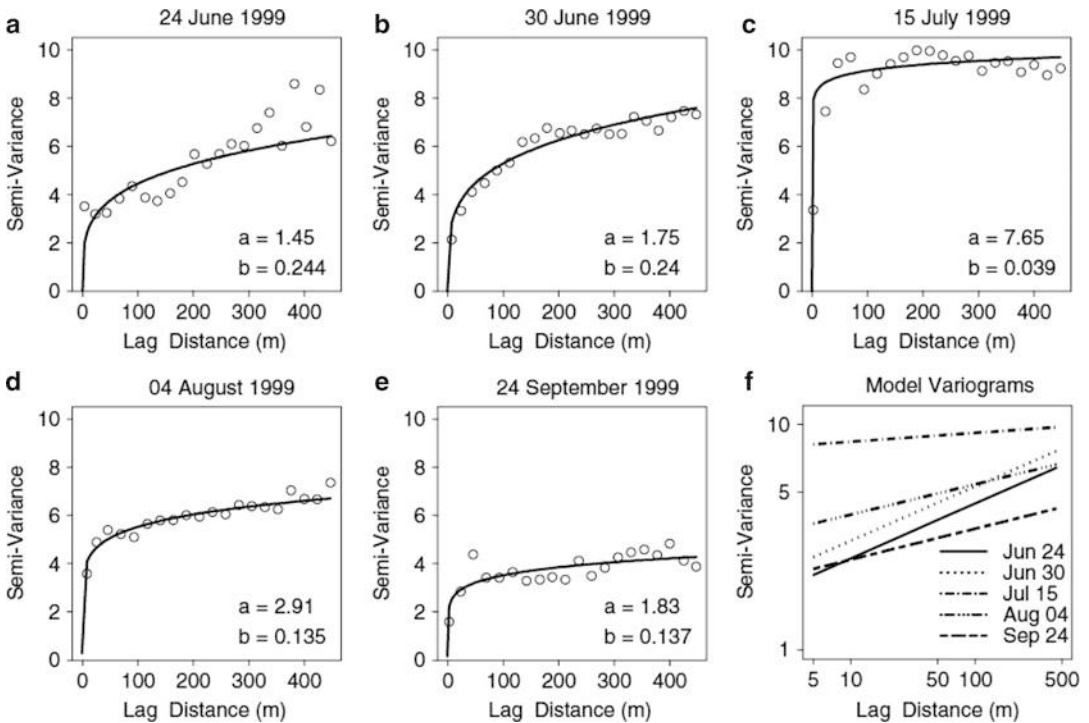 a
24 June 1999
10
8
6
4
2
0
Semi-Variance
a = 1.45
b = 0.244
0 100 200 300 400
Lag Distance (m)
b
30 June 1999
10
8
6
4
2
0
Semi-Variance
a = 1.75
b = 0.24
0 100 200 300 400
Lag Distance (m)
c
15 July 1999
10
8
6
4
2
0
Semi-Variance
a = 7.65
b = 0.039
0 100 200 300 400
Lag Distance (m)
d
04 August 1999
10
8
6
4
2
0
Semi-Variance
a = 2.91
b = 0.135
0 100 200 300 400
Lag Distance (m)
e
24 September 1999
10
8
6
4
2
0
Semi-Variance
a = 1.83
b = 0.137
0 100 200 300 400
Lag Distance (m)
f
Model Variograms
10
5
1
Semi-Variance
Jun 24
Jun 30
Jul 15
Aug 04
Sep 24
5 10 50 100 500
Lag Distance (m)